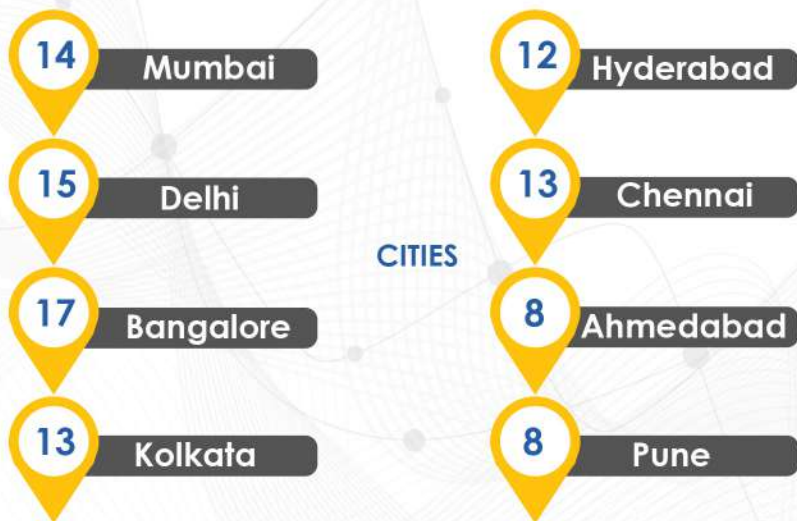 14 Mumbai
15 Delhi
17 Bangalore
13 Kolkata
CITIES
12 Hyderabad
13 Chennai
8 Ahmedabad
8 Pune